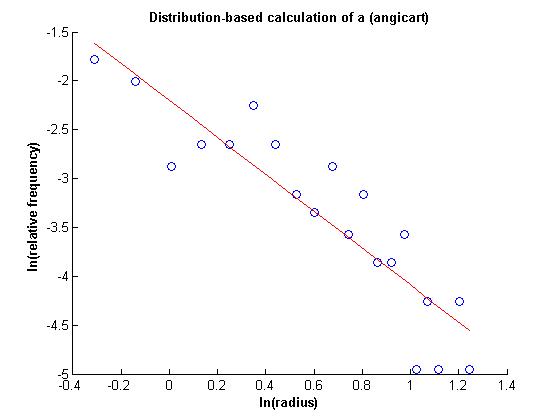 Distribution-based calculation of a (angicart)
-1.5
-2
-2.5
-3
-3.5
-4
-4.5
-5
ln(relative frequency)
-0.4 -0.2 0 0.2 0.4 0.6 0.8 1 1.2 1.4
ln(radius)